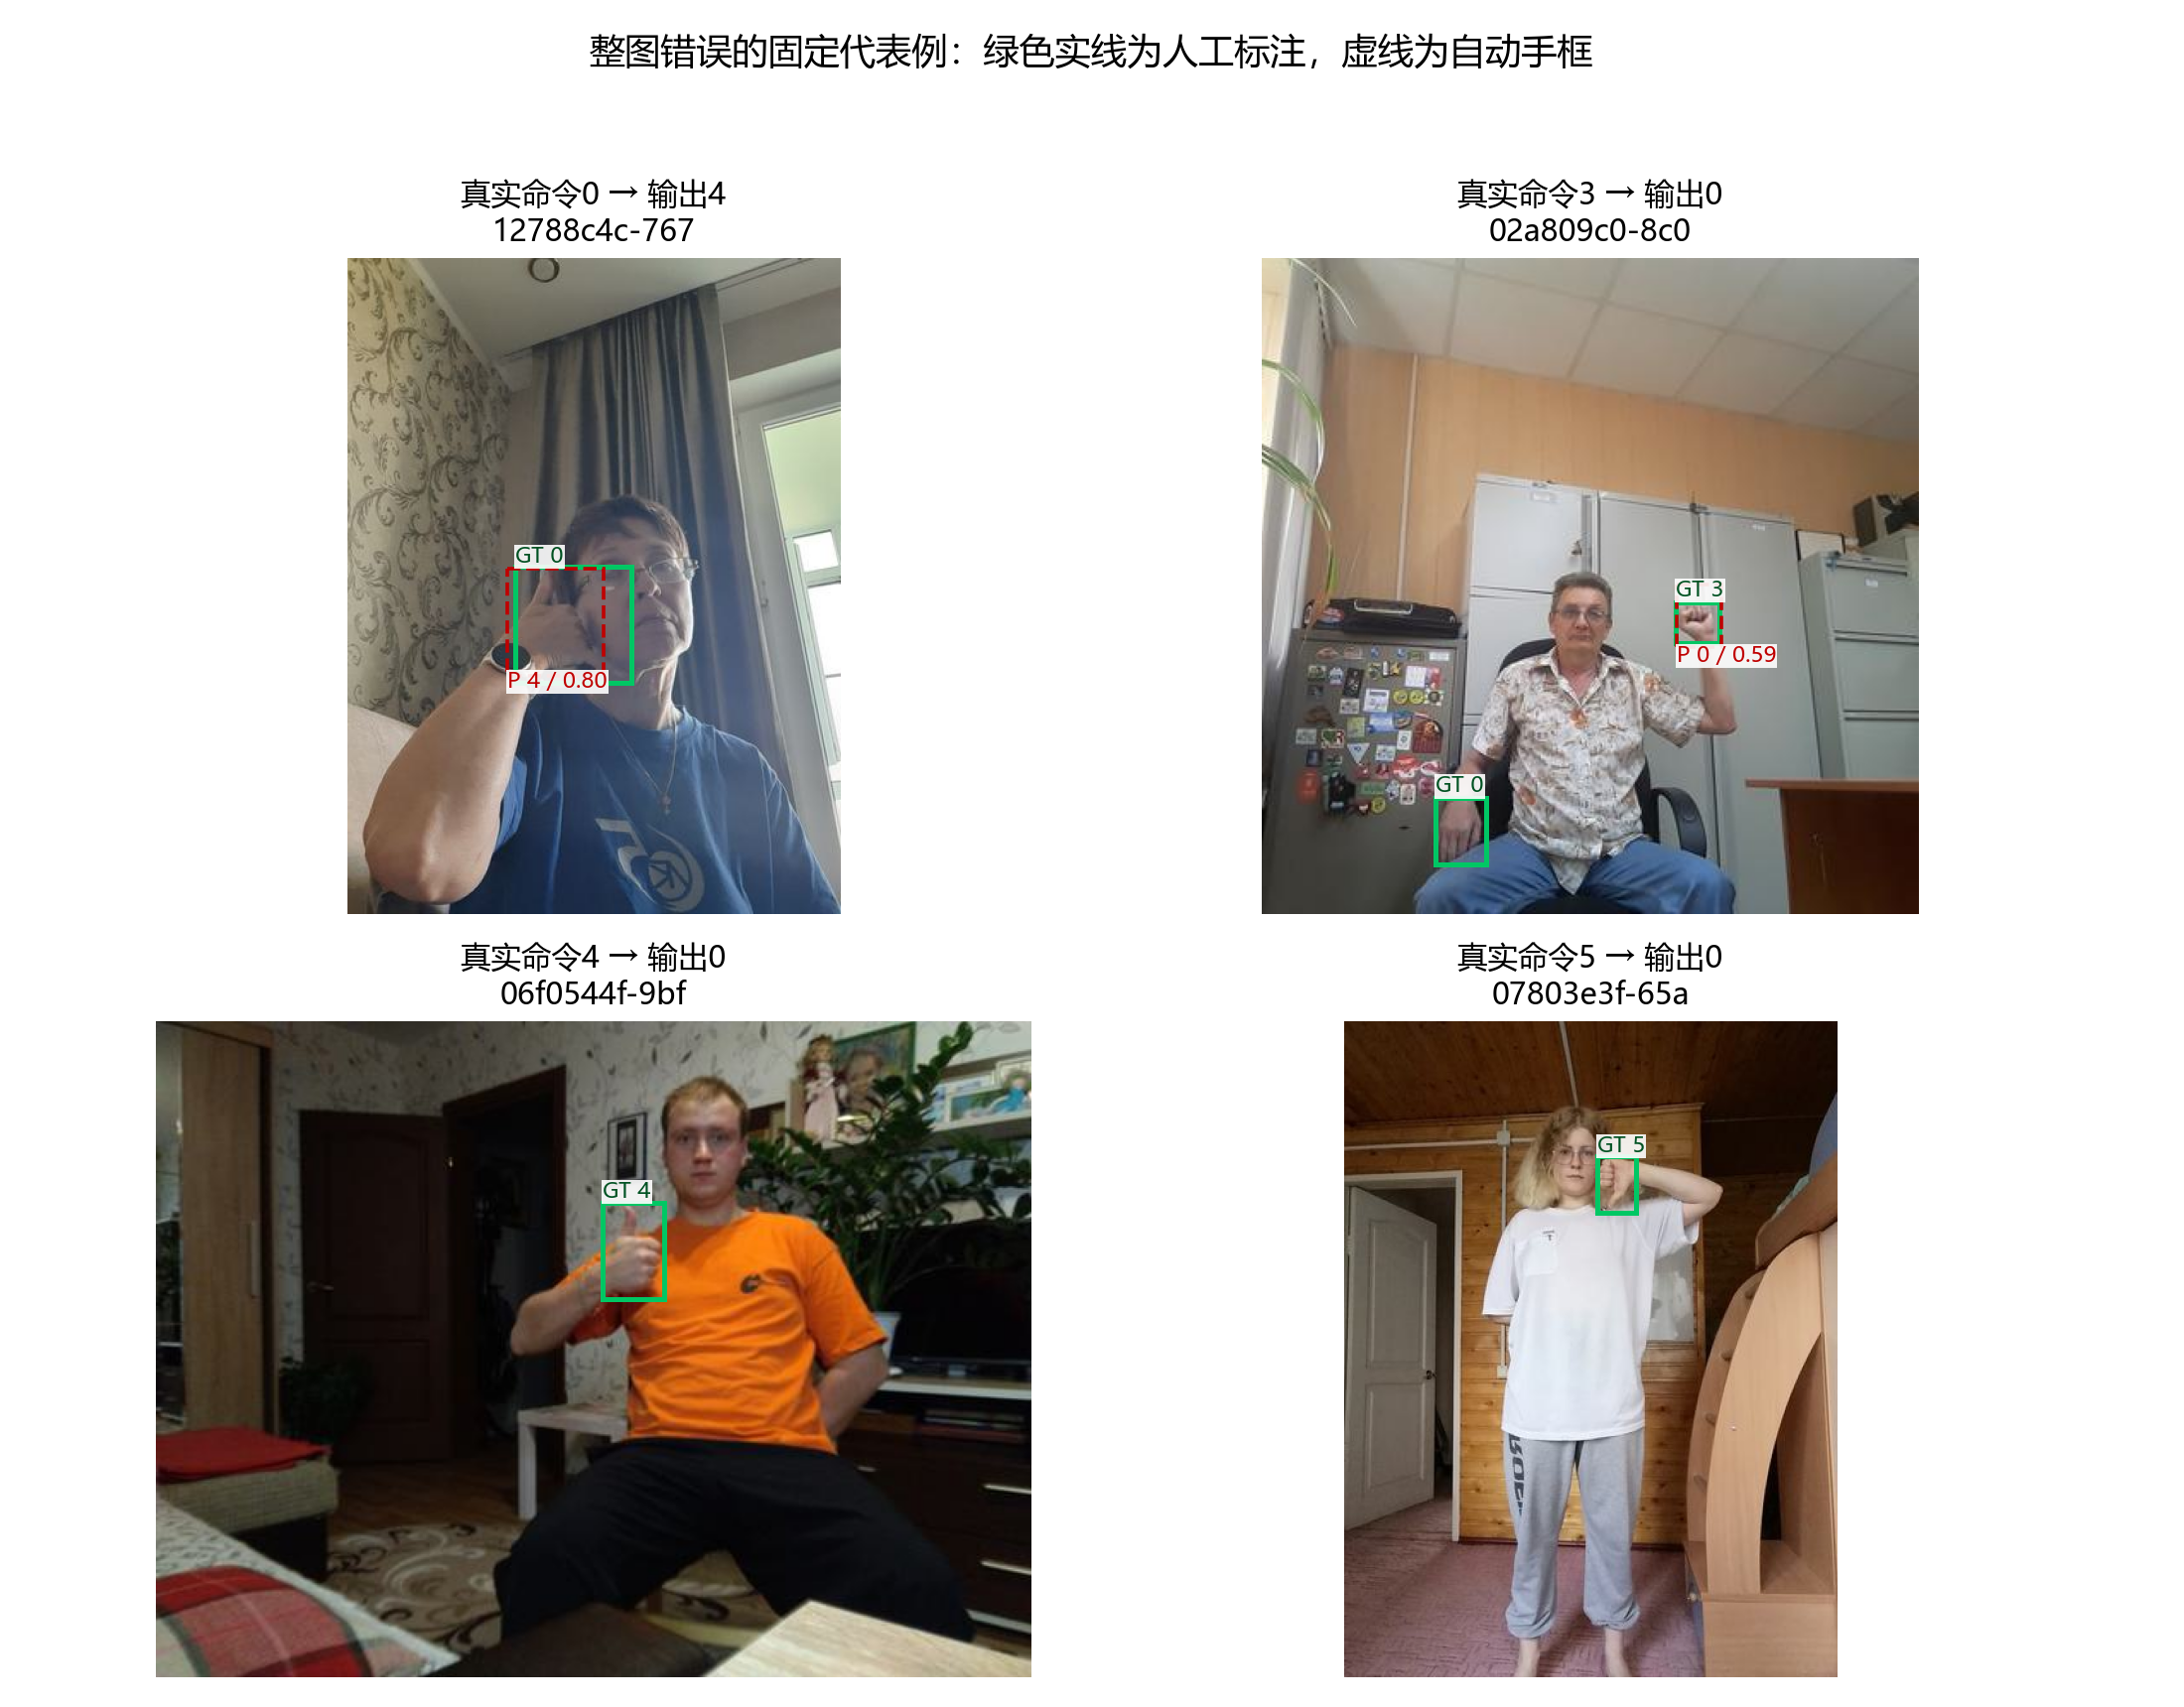 整图错误的固定代表例：绿色实线为人工标注，虚线为自动手框
真实命令0 → 输出4
12788c4c-767
GT 0
P 4 / 0.80
真实命令3 → 输出0
02a809c0-8c0
GT 3
P 0 / 0.59
GT 0
真实命令4 → 输出0
06f0544f-9bf
GT 4
真实命令5 → 输出0
07803e3f-65a
GT 5